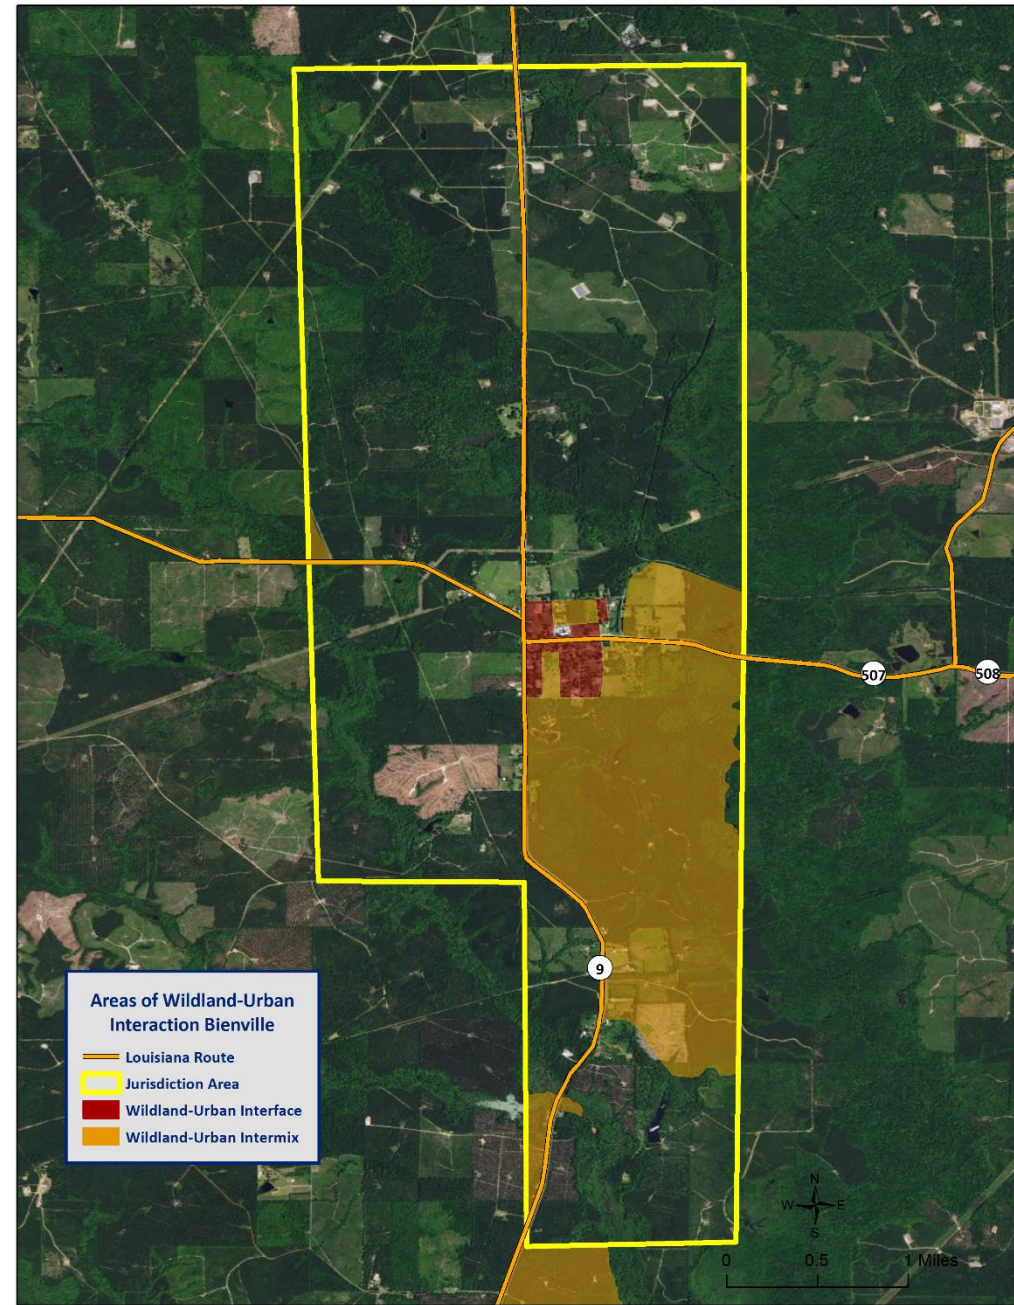 507
508
9
Areas of Wildland-Urban
Interaction Bienville
Louisiana Route
Jurisdiction Area
Wildland-Urban Interface
Wildland-Urban Intermix
N
W E
S
0 0.5 1 Miles